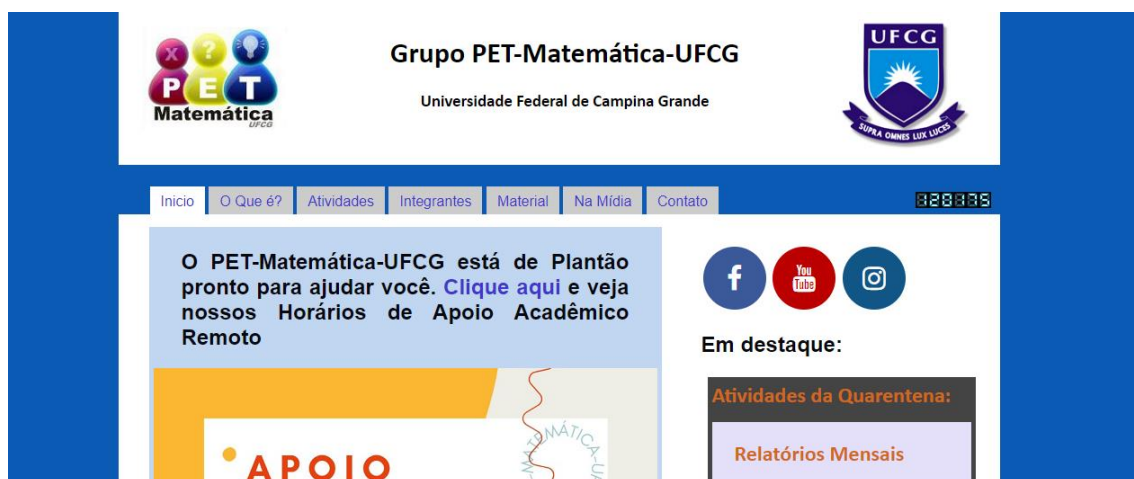 PET
Matemática
UFCG
Grupo PET-Matemática-UFCG
Universidade Federal de Campina Grande
UFCG
SUPRA OMNES LUX LUCES
Inicio O Que é? Atividades Integrantes Material Na Mídia Contato
O PET-Matemática-UFCG está de Plantão
pronto para ajudar você. Clique aqui e veja
nossos Horários de Apoio Acadêmico
Remoto
f You Tube
Em destaque:
Atividades da Quarentena:
Relatórios Mensais
APOIO